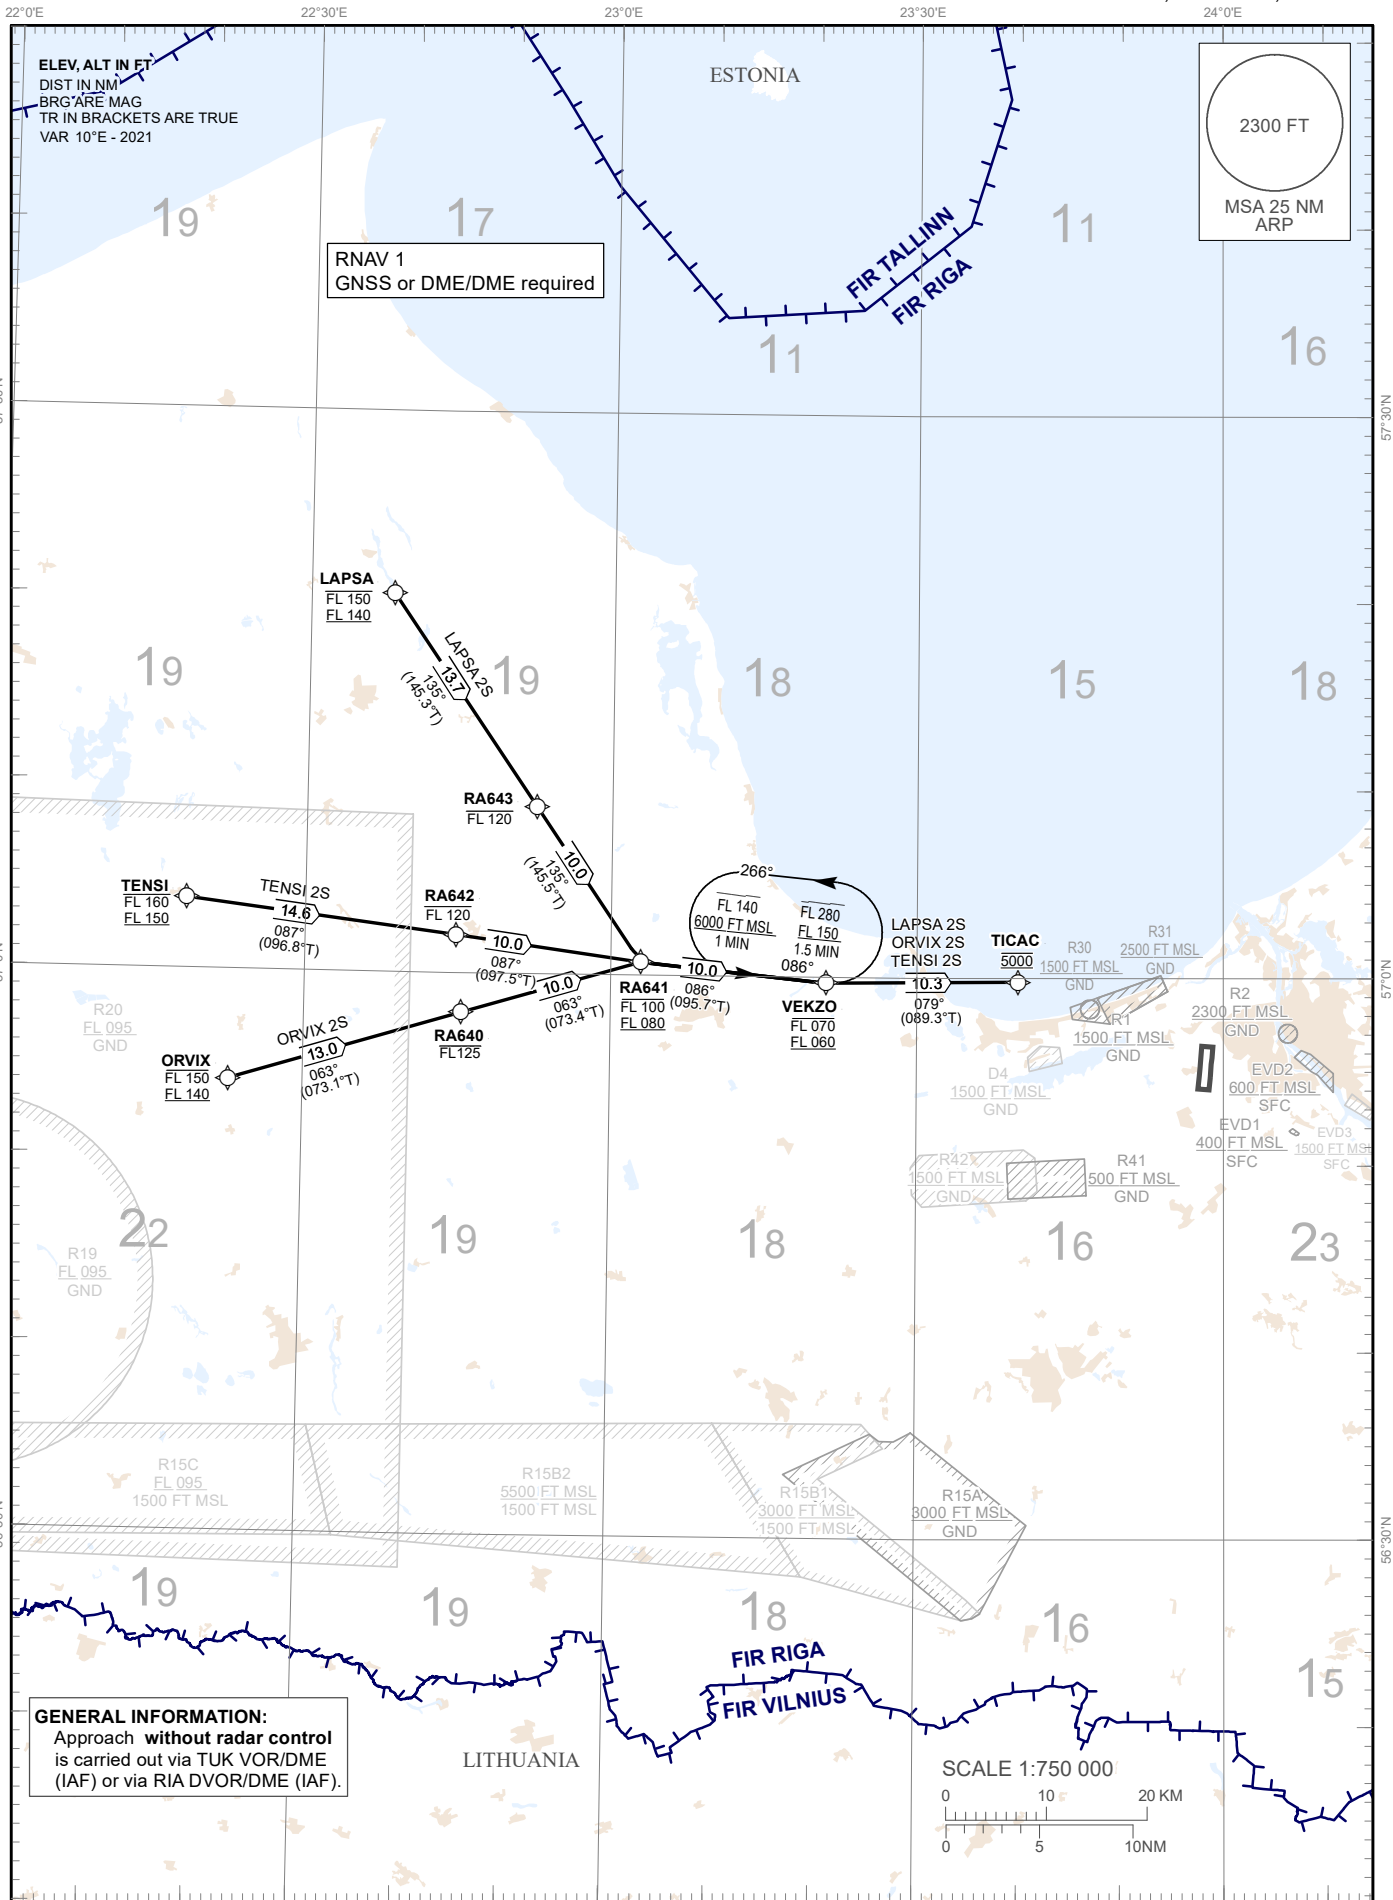 22°0'E
22°30'E
23°0'E
23°30'E
24°0'E
ELEV, ALT IN FT
DIST IN NM
BRG ARE MAG
TR IN BRACKETS ARE TRUE
VAR 10°E - 2021
ESTONIA
2300 FT
MSA 25 NM
ARP
19
17
11
RNAV 1
GNSS or DME/DME required
FIR TALLINN
FIR RIGA
11
16
57°30'N
LAPSA
FL 150
FL 140
LAPSA 2S
13.7
135°
(145.3°T)
19
19
18
15
18
RA643
FL 120
10.0
135°
(145.5°T)
TENSI
FL 160
FL 150
TENSI 2S
14.6
087°
(096.8°T)
RA642
FL 120
10.0
087°
(097.5°T)
266°
FL 140
6000 FT MSL
1 MIN
FL 280
FL 150
1.5 MIN
086°
LAPSA 2S
ORVIX 2S
TENSI 2S
10.3
079°
(089.3°T)
TICAC
5000
R30
1500 FT MSL
GND
R31
2500 FT MSL
GND
57°0'N
10.0
086°
(095.7°T)
RA641
FL 100
FL 080
VEKZO
FL 070
FL 060
10.0
063°
(073.4°T)
RA640
FL125
ORVIX 2S
13.0
063°
(073.1°T)
ORVIX
FL 150
FL 140
R20
FL 095
GND
R1
1500 FT MSL
GND
R2
2300 FT MSL
GND
D4
1500 FT MSL
GND
EVD2
600 FT MSL
SFC
EVD1
400 FT MSL
SFC
EVD3
1500 FT MSL
SFC
R42
1500 FT MSL
GND
R41
500 FT MSL
GND
22
19
18
16
23
R19
FL 095
GND
R15C
FL 095
1500 FT MSL
R15B2
5500 FT MSL
1500 FT MSL
R15B1
3000 FT MSL
1500 FT MSL
R15A
3000 FT MSL
GND
56°30'N
19
19
18
16
15
FIR RIGA
FIR VILNIUS
GENERAL INFORMATION:
Approach without radar control
is carried out via TUK VOR/DME
(IAF) or via RIA DVOR/DME (IAF).
LITHUANIA
SCALE 1:750 000
0 10 20 KM
0 5 10NM